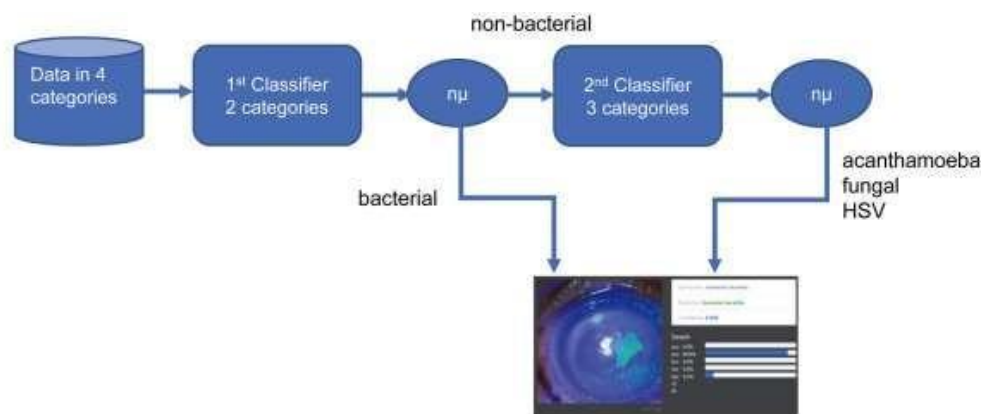 non-bacterial
Data in 4
categories
1st Classifier
2 categories
nμ
2nd Classifier
3 categories
nμ
bacterial
acanthamoeba
fungal
HSV